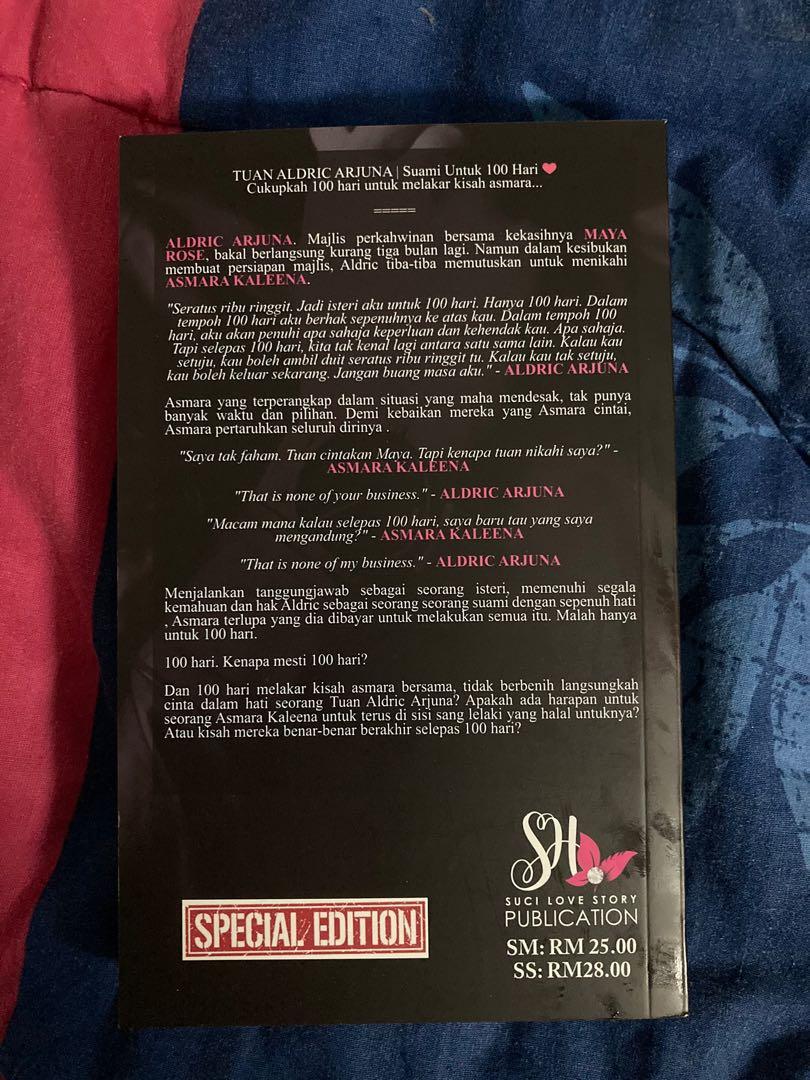 TUAN ALDRIC ARJUNA | Suami Untuk 100 Hari ❤
Cukupkah 100 hari untuk melakar kisah asmara...
=====
ALDRIC ARJUNA. Majlis perkahwinan bersama kekasihnya MAYA
ROSE, bakal berlangsung kurang tiga bulan lagi. Namun dalam kesibukan
membuat persiapan majlis, Aldric tiba-tiba memutuskan untuk menikahi
ASMARA KALEENA.
"Seratus ribu ringgit. Jadi isteri aku untuk 100 hari. Hanya 100 hari. Dalam
tempoh 100 hari aku berhak sepenuhnya ke atas kau. Dalam tempoh 100
hari, aku akan penuhi apa sahaja keperluan dan kehendak kau. Apa sahaja.
Tapi selepas 100 hari, kita tak kenal lagi antara satu sama lain. Kalau kau
setuju, kau boleh ambil duit seratus ribu ringgit tu. Kalau kau tak setuju,
kau boleh keluar sekarang. Jangan buang masa aku." - ALDRIC ARJUNA
Asmara yang terperangkap dalam situasi yang maha mendesak, tak punya
banyak waktu dan pilihan. Demi kebaikan mereka yang Asmara cintai,
Asmara pertaruhkan seluruh dirinya .
"Saya tak faham. Tuan cintakan Maya. Tapi kenapa tuan nikahi saya?" -
ASMARA KALEENA
"That is none of your business." - ALDRIC ARJUNA
"Macam mana kalau selepas 100 hari, saya baru tau yang saya
mengandung?" - ASMARA KALEENA
"That is none of my business." - ALDRIC ARJUNA
Menjalankan tanggungjawab sebagai seorang isteri, memenuhi segala
kemahuan dan hak Aldric sebagai seorang seorang suami dengan sepenuh hati
, Asmara terlupa yang dia dibayar untuk melakukan semua itu. Malah hanya
untuk 100 hari.
100 hari. Kenapa mesti 100 hari?
Dan 100 hari melakar kisah asmara bersama, tidak berbenih langsungkah
cinta dalam hati seorang Tuan Aldric Arjuna? Apakah ada harapan untuk
seorang Asmara Kaleena untuk terus di sisi sang lelaki yang halal untuknya?
Atau kisah mereka benar-benar berakhir selepas 100 hari?
SH
SUCI LOVE STORY
PUBLICATION
SPECIAL EDITION
SM: RM 25.00
SS: RM28.00